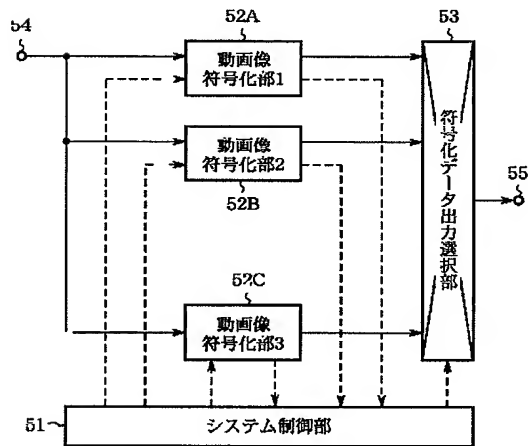 54
52A
53
動画像
符号化部1
動画像
符号化部2
52B
符号化データ出力選択部
55
52C
動画像
符号化部3
51
システム制御部